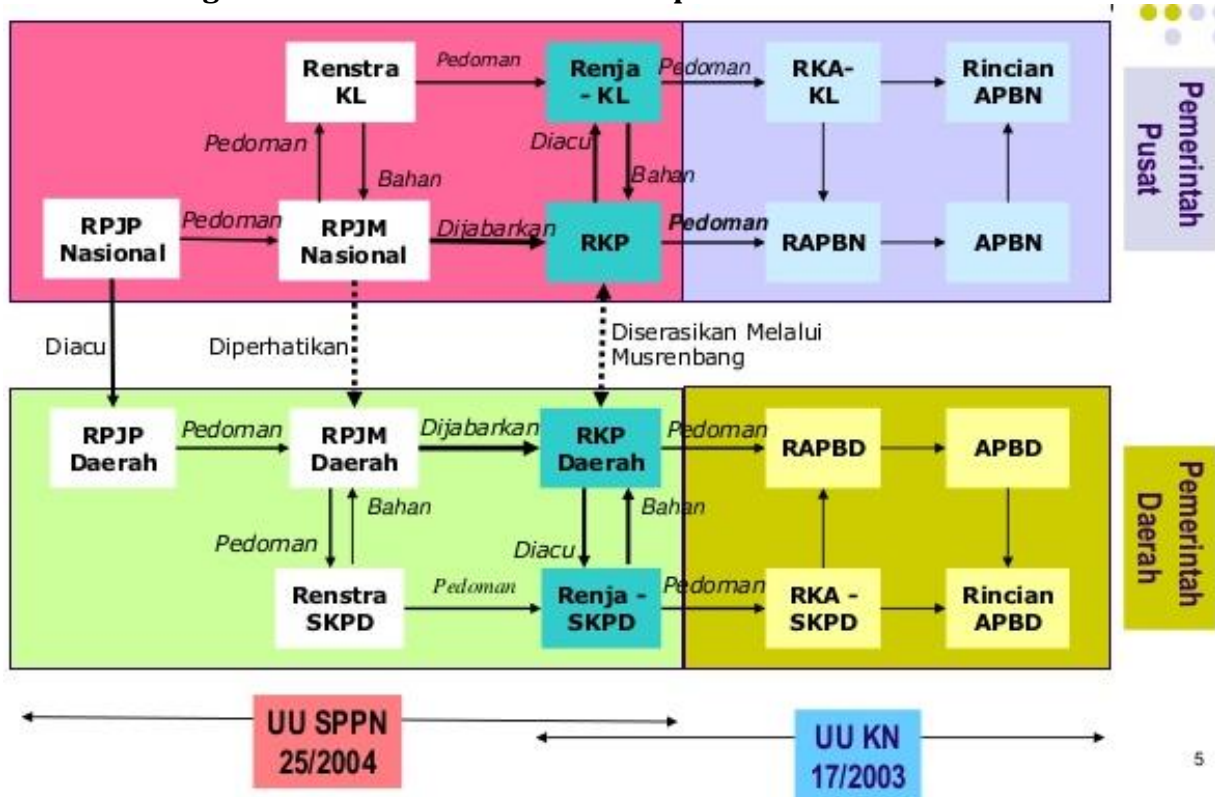 Renstra
KL
Pedoman
Renja
- KL
Pedoman
RKA-
KL
Rincian
APBN
Pedoman
Bahan
Diacu
Bahan
RPJP
Nasional
Pedoman
RPJM
Nasional
Dijabarkan
RKP
Pedoman
RAPBN
APBN
Pemerintah
Pusat
Diacu
Diperhatikan
Diserasikan Melalui
Musrenbang
RPJP
Daerah
Pedoman
RPJM
Daerah
Dijabarkan
RKP
Daerah
Pedoman
RAPBD
APBD
Bahan
Pedoman
Bahan
Diacu
Renstra
SKPD
Pedoman
Renja -
SKPD
Pedoman
RKA -
SKPD
Rincian
APBD
Pemerintah
Daerah
UU SPPN
25/2004
UU KN
17/2003
5